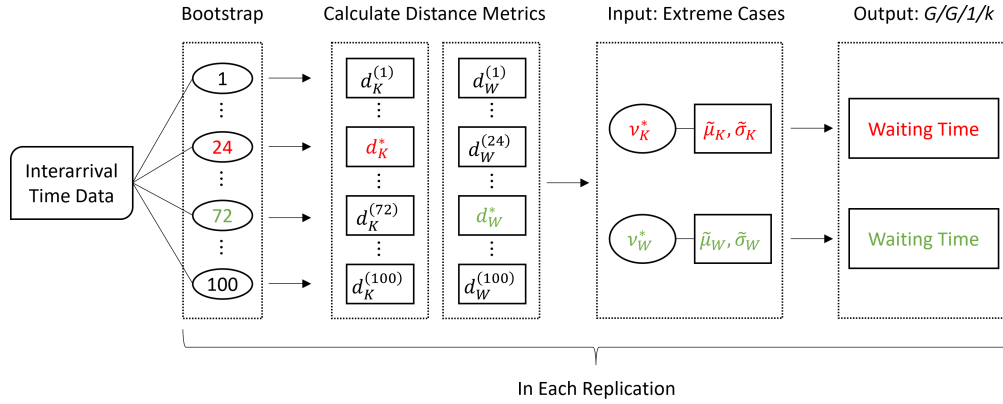 Bootstrap
Calculate Distance Metrics
Input: Extreme Cases
Output: G/G/1/k
Interarrival
Time Data
1
⋮
24
⋮
72
⋮
100
d_K^{(1)}
⋮
d_K^*
⋮
d_K^{(72)}
⋮
d_K^{(100)}
d_W^{(1)}
⋮
d_W^{(24)}
⋮
d_W^*
⋮
d_W^{(100)}
ν_K^*
μ̃_K, σ̃_K
Waiting Time
ν_W^*
μ̃_W, σ̃_W
Waiting Time
In Each Replication